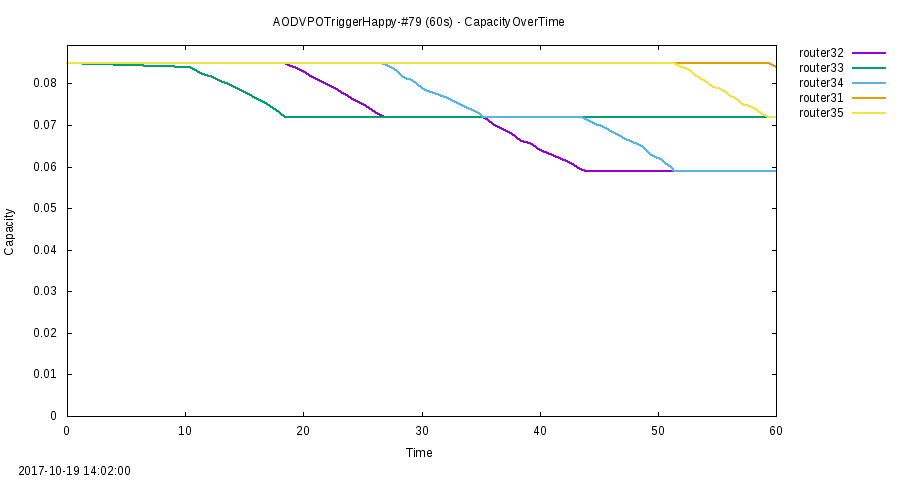 AODVPOTriggerHappy-#79 (60s) - CapacityOverTime
router32
router33
router34
router31
router35
0.08
0.07
0.06
0.05
0.04
0.03
0.02
0.01
0
Capacity
0 10 20 30 40 50 60
Time
2017-10-19 14:02:00